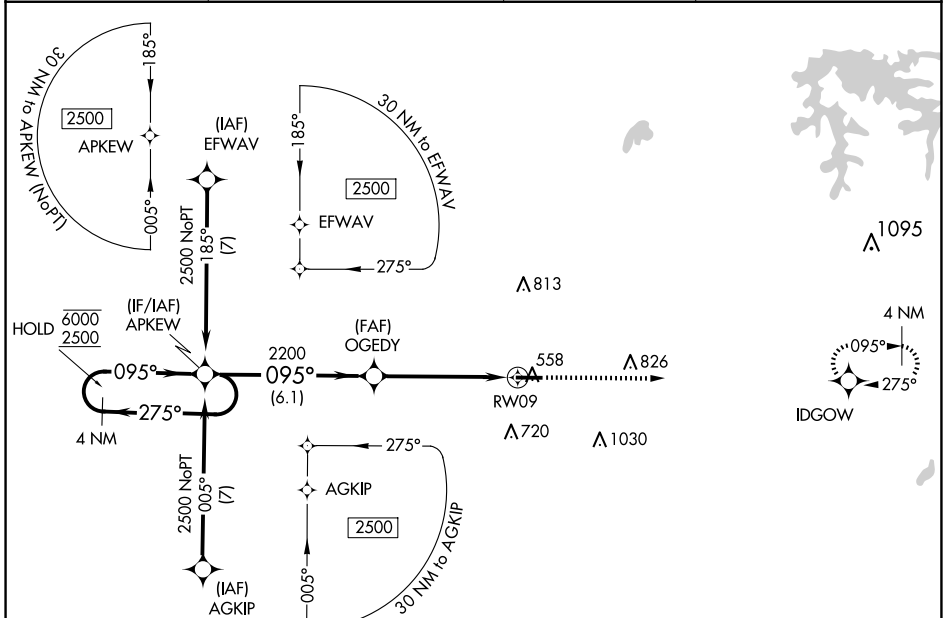 30 NM to APKEW (NoPT)
185°
2500
APKEW
005°
(IAF)
EFWAV
2500 NoPT
185°
(7)
185°
30 NM to EFWAV
2500
EFWAV
275°
1095
813
HOLD
6000
2500
(IF/IAF)
APKEW
095°
275°
4 NM
2200
095°
(6.1)
(FAF)
OGEDY
558
RW09
826
720
1030
4 NM
095°
275°
IDGOW
2500 NoPT
005°
(7)
(IAF)
AGKIP
275°
AGKIP
2500
005°
30 NM to AGKIP